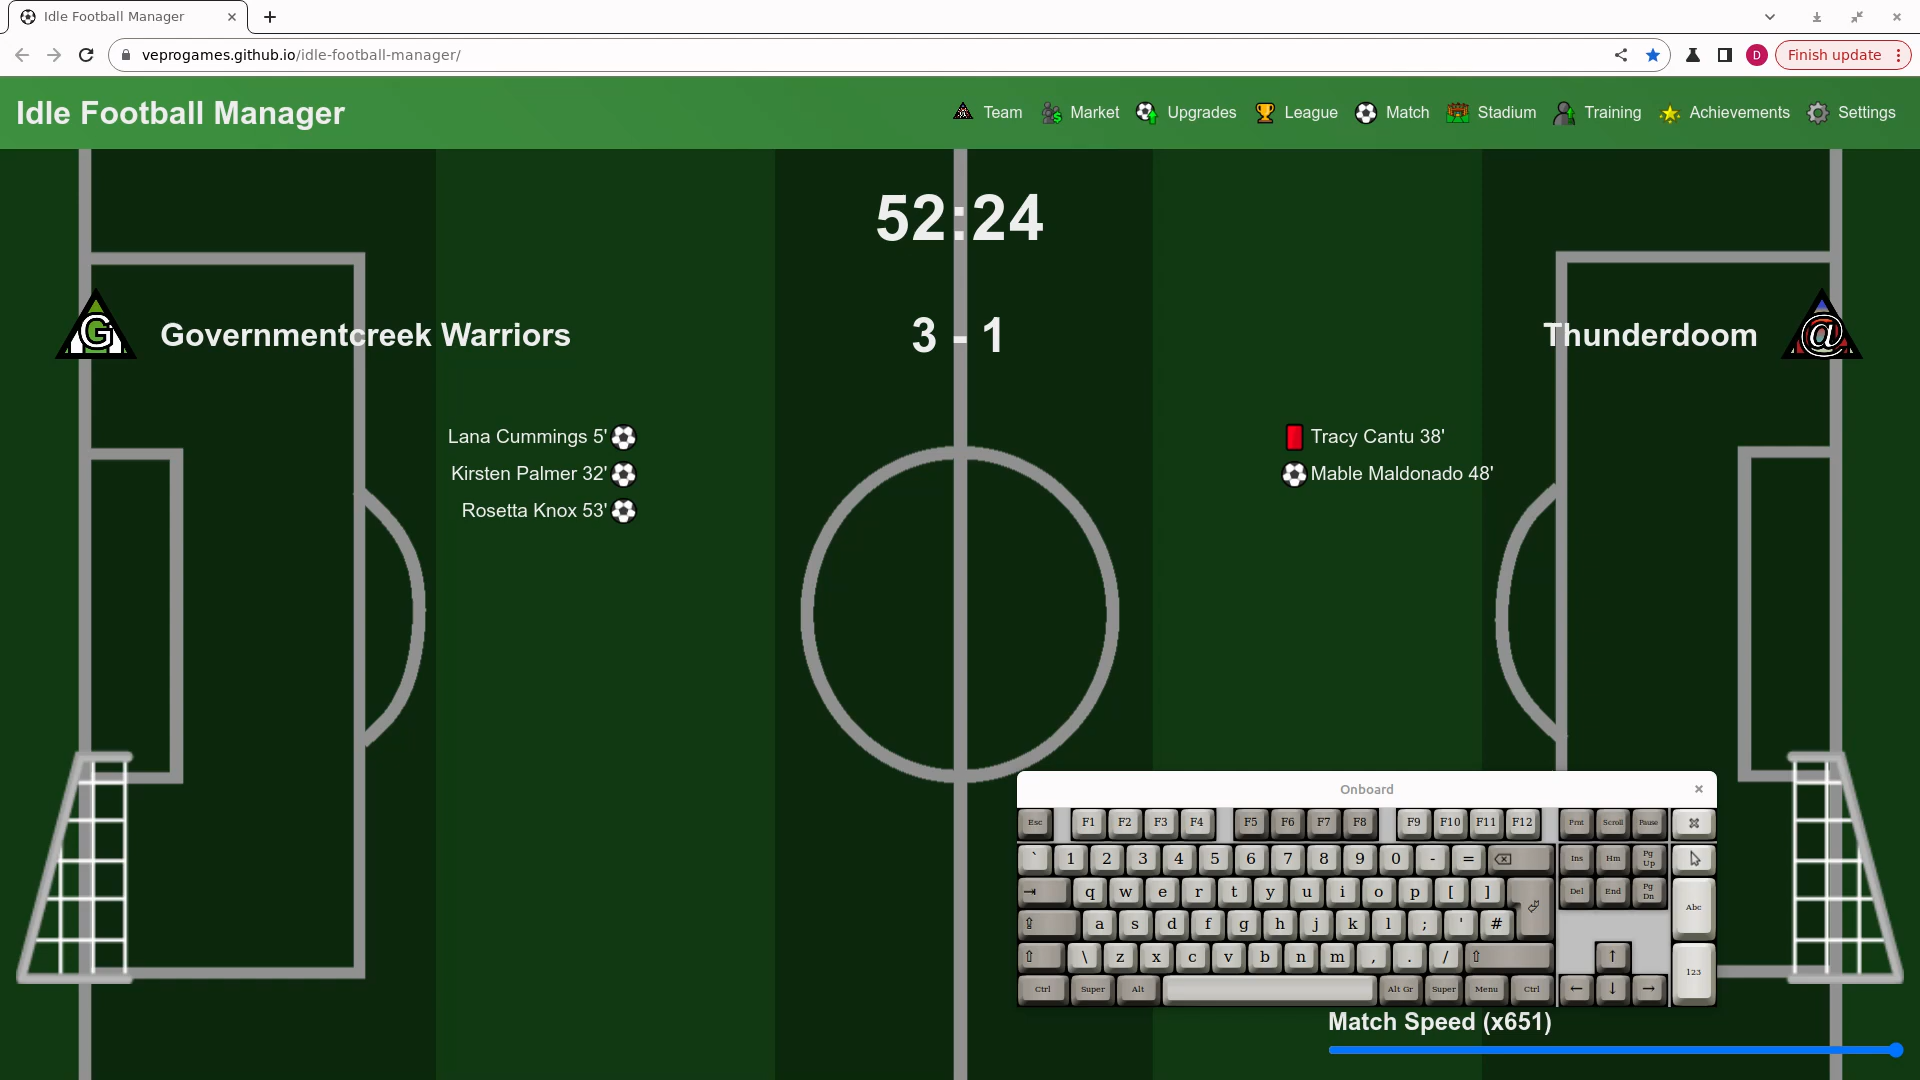 Idle Football Manager
veprogames.github.io/idle-football-manager/
D
Finish update
Idle Football Manager
Team
Market
Upgrades
League
Match
Stadium
Training
Achievements
Settings
52:24
G
Governmentcreek Warriors
3 - 1
Thunderdoom
@
Lana Cummings 5'
Kirsten Palmer 32'
Rosetta Knox 53'
Tracy Cantu 38'
Mable Maldonado 48'
Onboard
Esc F1 F2 F3 F4 F5 F6 F7 F8 F9 F10 F11 F12 Prnt Scroll Pause
` 1 2 3 4 5 6 7 8 9 0 - = Ins Hm Pg Up
q w e r t y u i o p [ ] Del End Pg Dn Abc
a s d f g h j k l ; ' #
\ z x c v b n m , . / ↑ 123
Ctrl Super Alt Alt Gr Super Menu Ctrl ← ↓ →
Match Speed (x651)